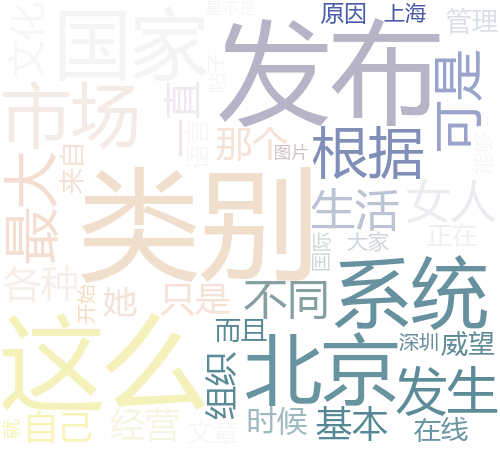 文化
国家
是不是
原因
上海
管理
发布
帖子
市场
一直
语言
那个
图片
根据
可是
能够
最大
来自
类别
生活
女人
国际
大家
正在
各种
开始
她
只是
不同
系统
这么
而且
北京
深圳
威望
组织
发生
就
自己
经营
文章
时候
基本
在线